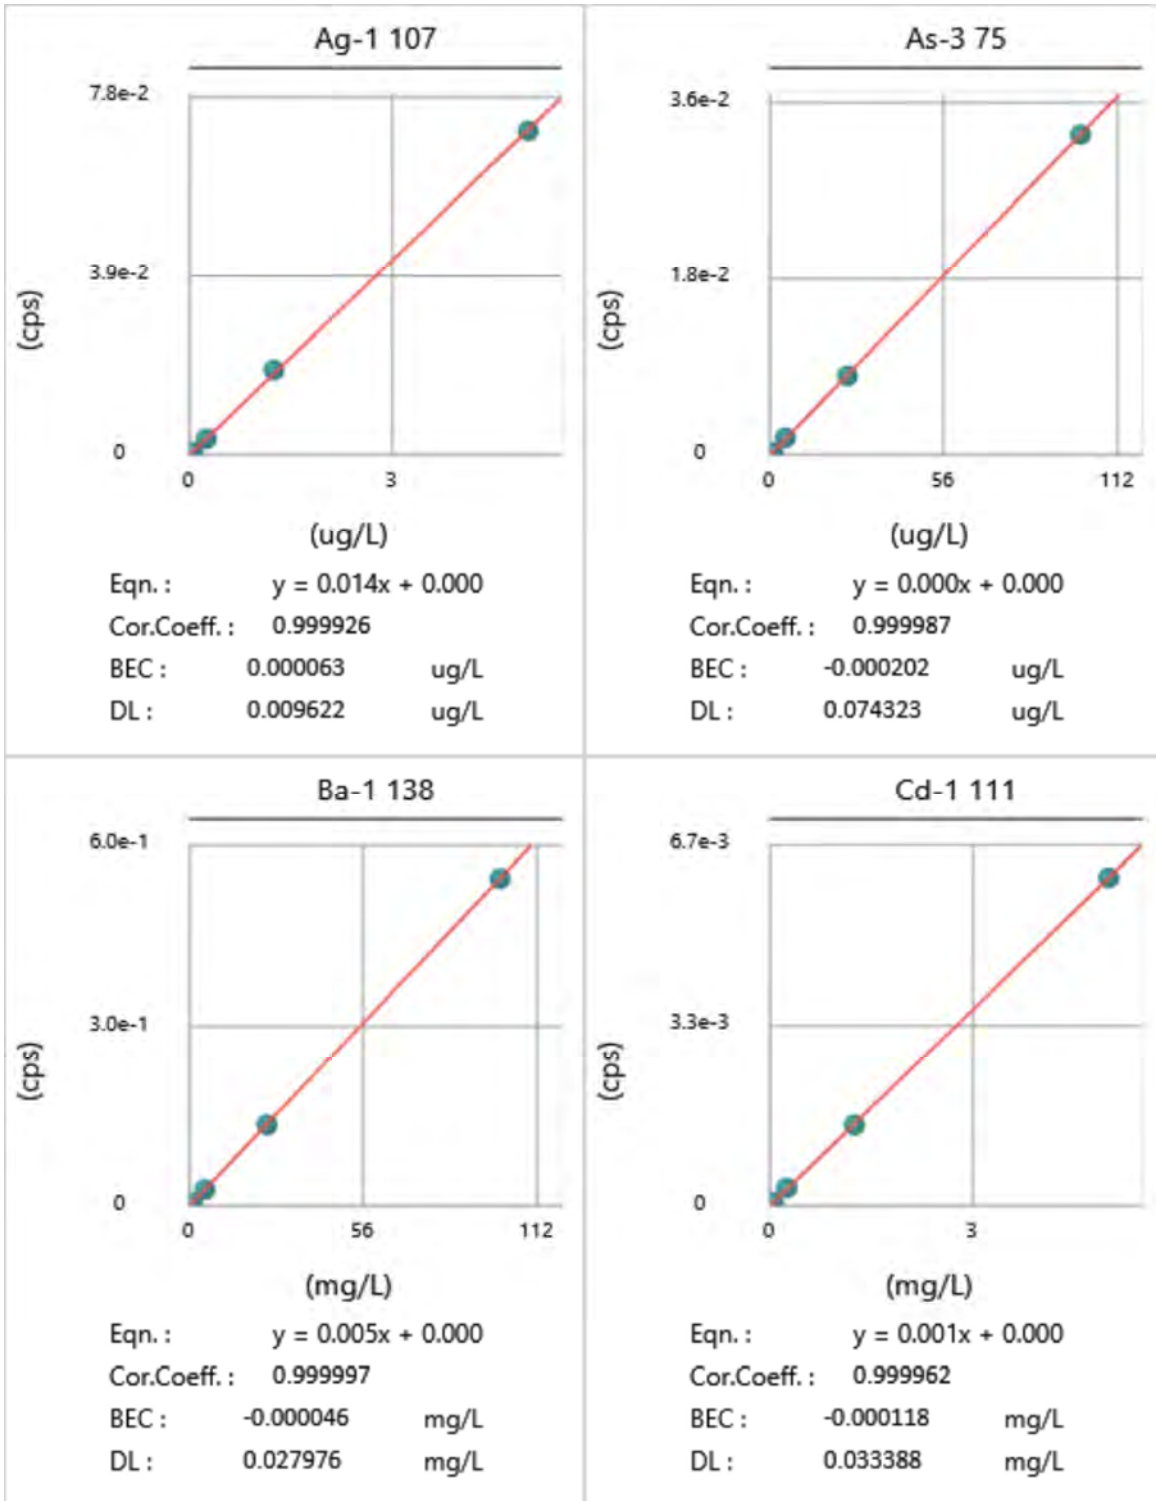 Ag-1 107
7.8e-2
3.9e-2
0
(cps)
0 3
(ug/L)
Eqn. : y = 0.014x + 0.000
Cor.Coeff. : 0.999926
BEC : 0.000063 ug/L
DL : 0.009622 ug/L
As-3 75
3.6e-2
1.8e-2
0
(cps)
0 56 112
(ug/L)
Eqn. : y = 0.000x + 0.000
Cor.Coeff. : 0.999987
BEC : -0.000202 ug/L
DL : 0.074323 ug/L
Ba-1 138
6.0e-1
3.0e-1
0
(cps)
0 56 112
(mg/L)
Eqn. : y = 0.005x + 0.000
Cor.Coeff. : 0.999997
BEC : -0.000046 mg/L
DL : 0.027976 mg/L
Cd-1 111
6.7e-3
3.3e-3
0
(cps)
0 3
(mg/L)
Eqn. : y = 0.001x + 0.000
Cor.Coeff. : 0.999962
BEC : -0.000118 mg/L
DL : 0.033388 mg/L